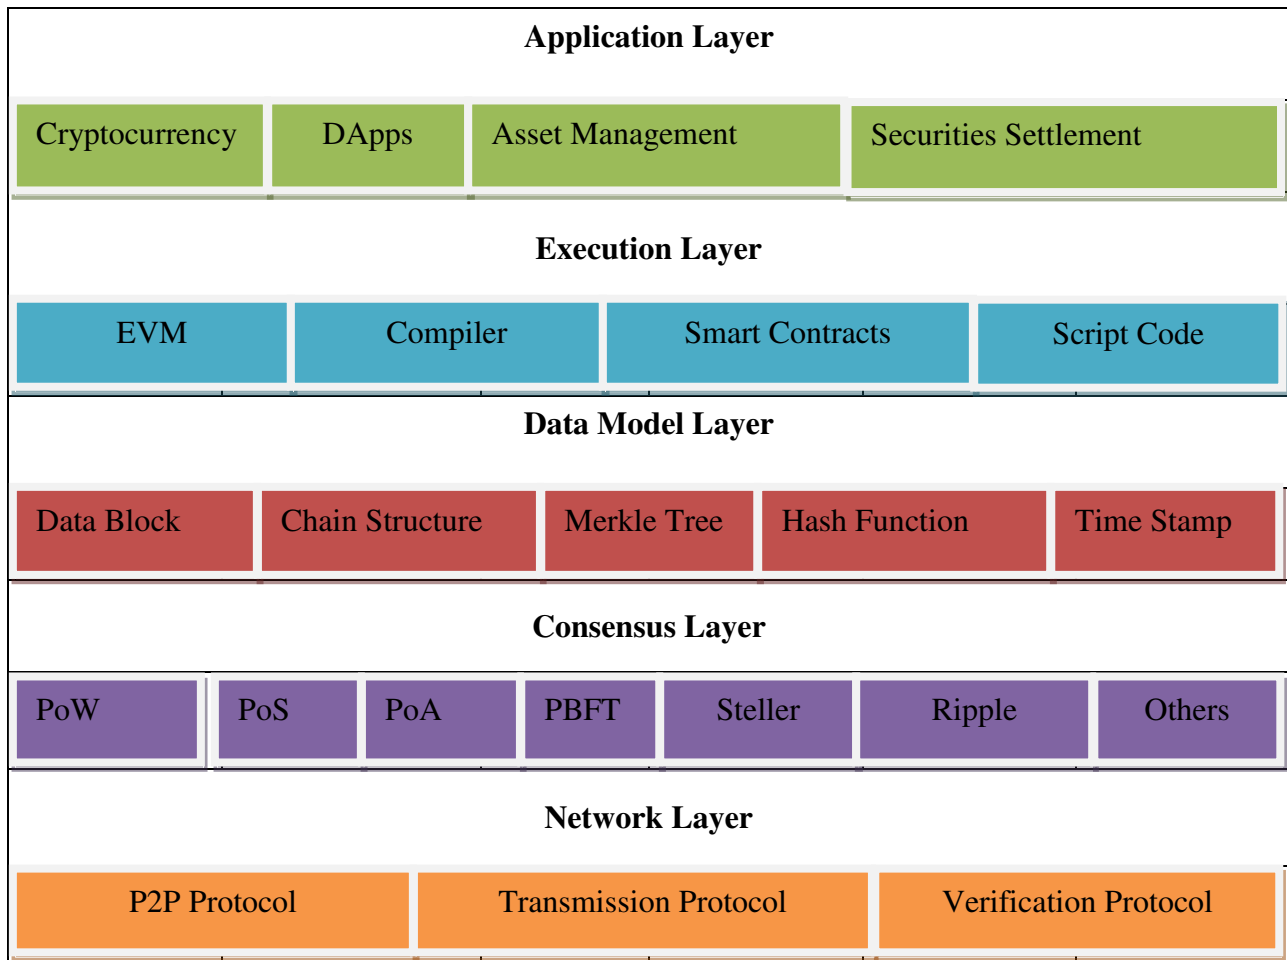 Application Layer
Cryptocurrency DApps Asset Management Securities Settlement
Execution Layer
EVM Compiler Smart Contracts Script Code
Data Model Layer
Data Block Chain Structure Merkle Tree Hash Function Time Stamp
Consensus Layer
PoW PoS PoA PBFT Steller Ripple Others
Network Layer
P2P Protocol Transmission Protocol Verification Protocol